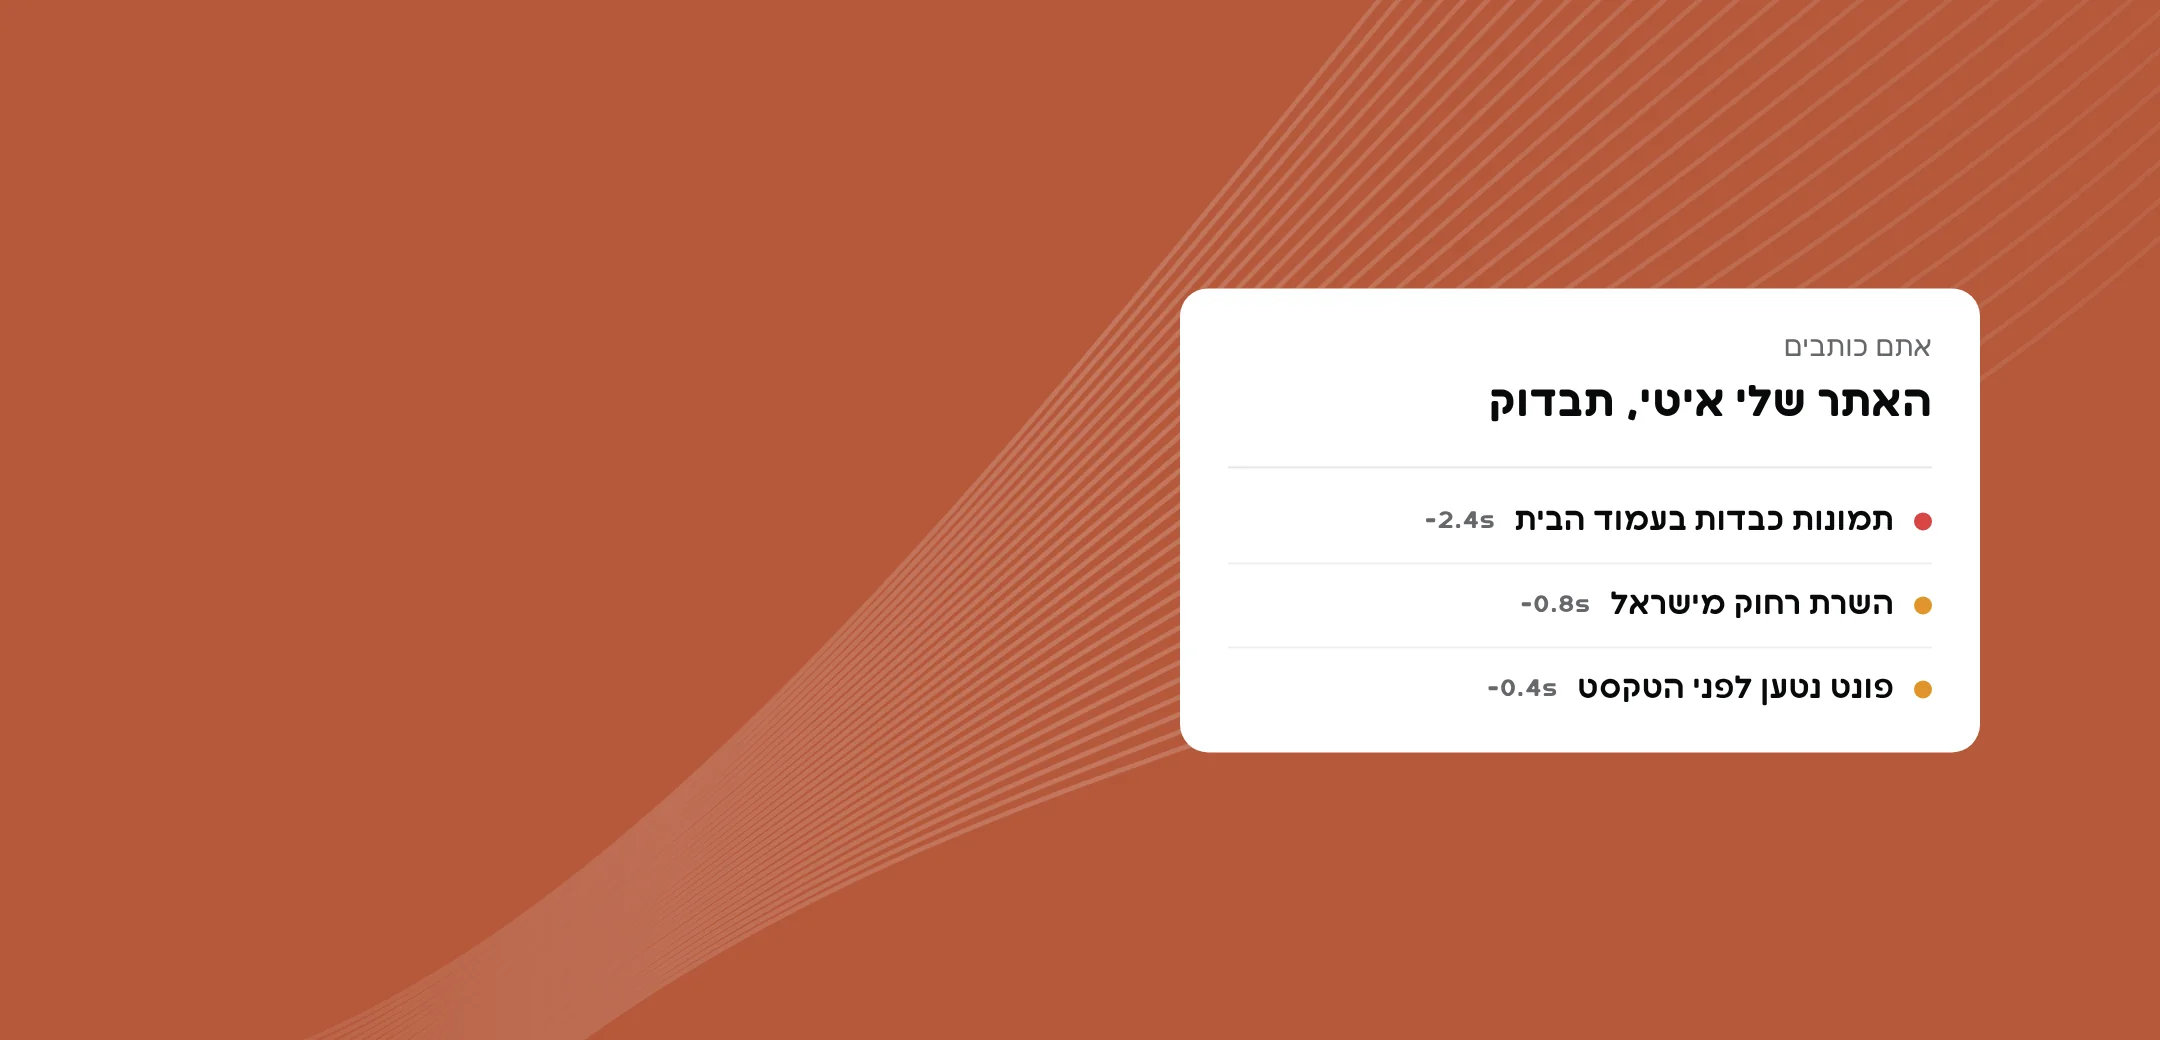 אתם כותבים
האתר שלי איטי, תבדוק
תמונות כבדות בעמוד הבית -2.4s
השרת רחוק מישראל -0.8s
פונט נטען לפני הטקסט -0.4s